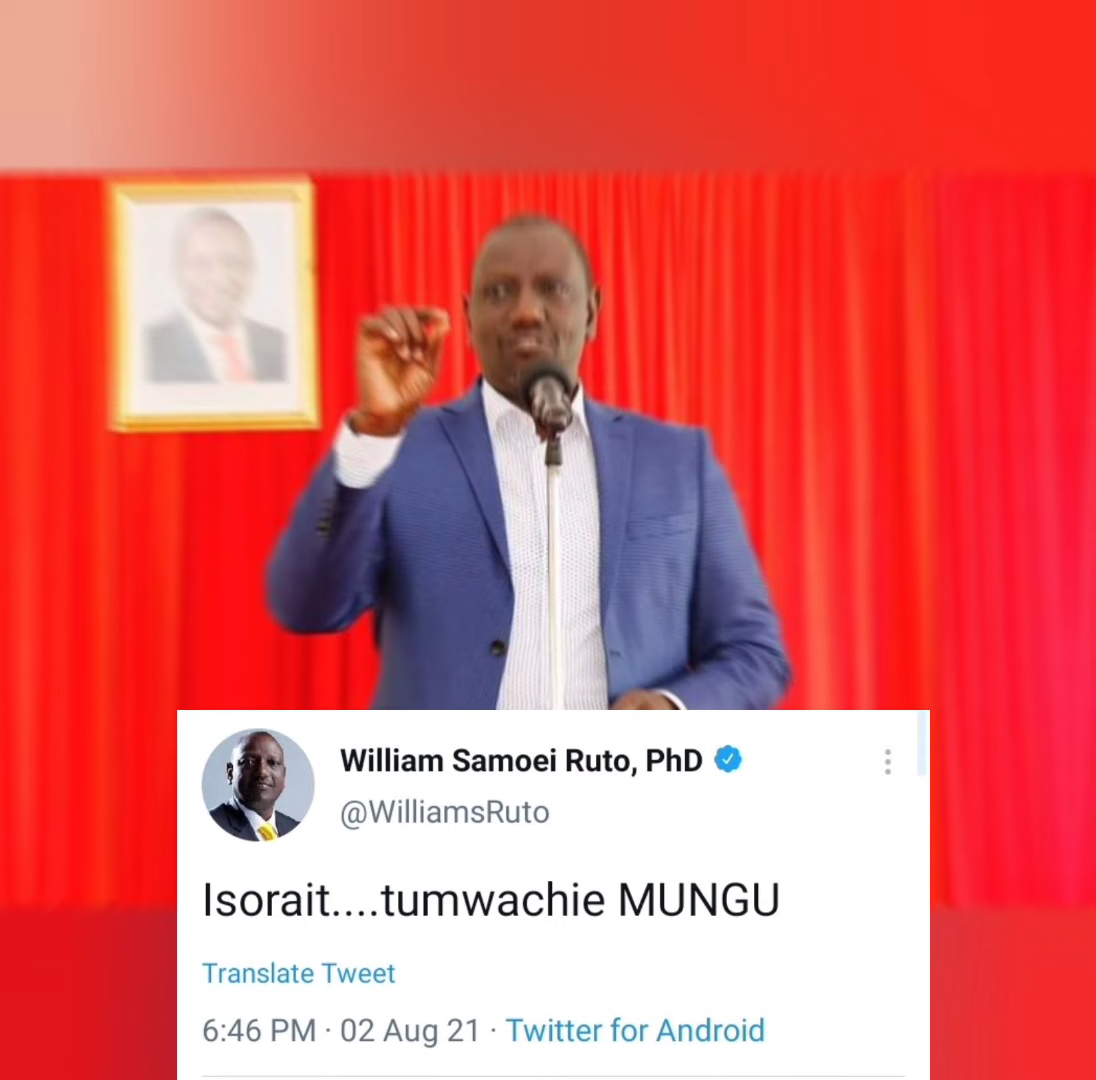 William Samoei Ruto, PhD
@WilliamsRuto
Isorait....tumwachie MUNGU
Translate Tweet
6:46 PM · 02 Aug 21 · Twitter for Android